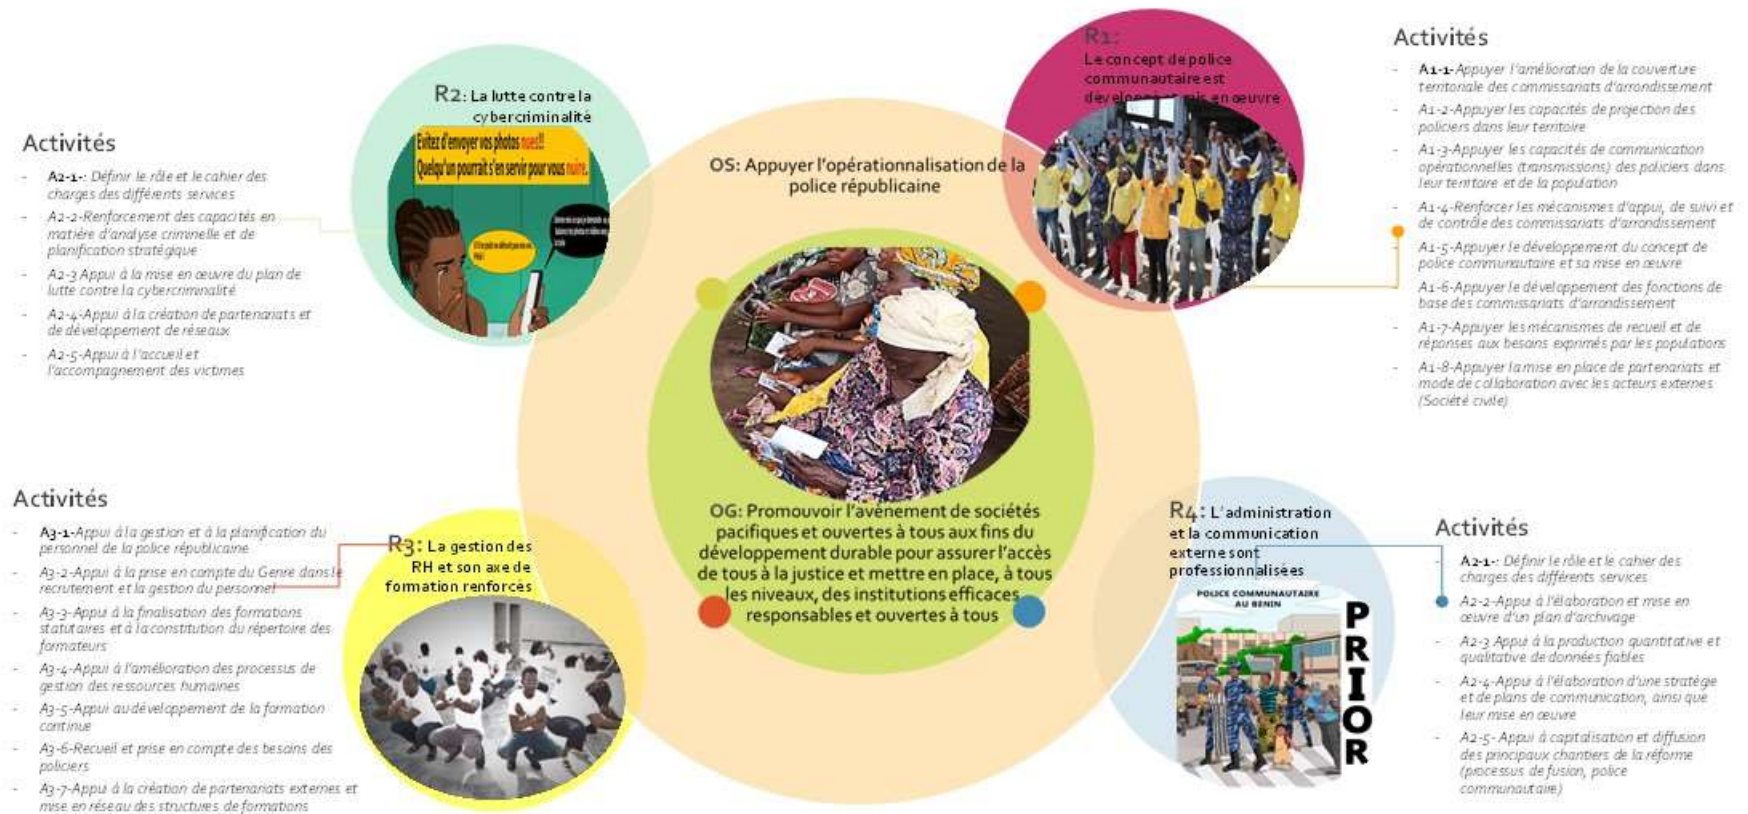 R2: La lutte contre la
cybercriminalité
Evitez d'envoyer vos photos nues!!
Quelqu'un pourrait s'en servir pour vous nuire.
Activités
- A2-1-: Définir le rôle et le cahier des
charges des différents services
- A2-2-Renforcement des capacités en
matière d'analyse criminelle et de
planification stratégique
- A2-3 Appui à la mise en œuvre du plan de
lutte contre la cybercriminalité
- A2-4-Appui à la création de partenariats et
de développement de réseaux
- A2-5-Appui à l'accueil et
l'accompagnement des victimes
R1:
Le concept de police
communautaire est
développé et mis en œuvre
Activités
- A1-1-Appuyer l'amélioration de la couverture
territoriale des commissariats d'arrondissement
- A1-2-Appuyer les capacités de projection des
policiers dans leur territoire
- A1-3-Appuyer les capacités de communication
opérationnelles (transmissions) des policiers dans
leur territoire et de la population
- A1-4-Renforcer les mécanismes d'appui, de suivi et
de contrôle des commissariats d'arrondissement
- A1-5-Appuyer le développement du concept de
police communautaire et sa mise en œuvre
- A1-6-Appuyer le développement des fonctions de
base des commissariats d'arrondissement
- A1-7-Appuyer les mécanismes de recueil et de
réponses aux besoins exprimés par les populations
- A1-8-Appuyer la mise en place de partenariats et
mode de collaboration avec les acteurs externes
(Société civile)
OS: Appuyer l'opérationnalisation de la
police républicaine
OG: Promouvoir l'avènement de sociétés
pacifiques et ouvertes à tous aux fins du
développement durable pour assurer l'accès
de tous à la justice et mettre en place, à tous
les niveaux, des institutions efficaces,
responsables et ouvertes à tous
Activités
- A3-1-Appui à la gestion et à la planification du
personnel de la police républicaine
- A3-2-Appui à la prise en compte du Genre dans le
recrutement et la gestion du personnel
- A3-3-Appui à la finalisation des formations
statutaires et à la constitution du répertoire des
formateurs
- A3-4-Appui à l'amélioration des processus de
gestion des ressources humaines
- A3-5-Appui au développement de la formation
continue
- A3-6-Recueil et prise en compte des besoins des
policiers
- A3-7-Appui à la création de partenariats externes et
mise en réseau des structures de formations
R3: La gestion des
RH et son axe de
formation renforcés
R4: L'administration
et la communication
externe sont
professionnalisées
POLICE COMMUNAUTAIRE
AU BENIN
PRIOR
Activités
- A2-1-: Définir le rôle et le cahier des
charges des différents services
- A2-2-Appui à l'élaboration et mise en
œuvre d'un plan d'archivage
- A2-3 Appui à la production quantitative et
qualitative de données fiables
- A2-4-Appui à l'élaboration d'une stratégie
et de plans de communication, ainsi que
leur mise en œuvre
- A2-5- Appui à capitalisation et diffusion
des principaux chantiers de la réforme
(processus de fusion, police
communautaire)